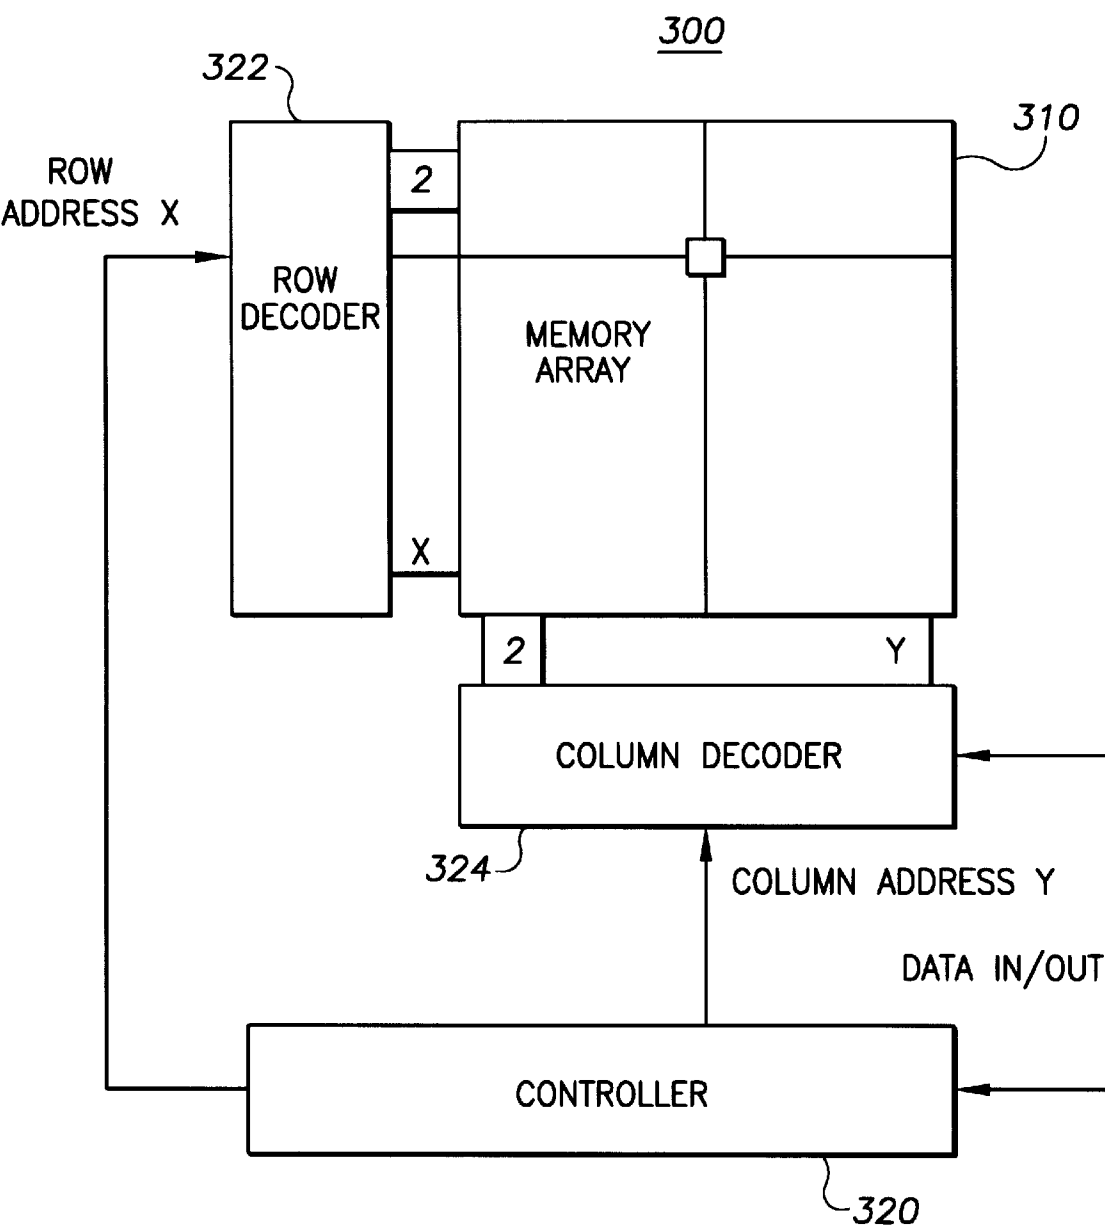 300
322
310
ROW
ADDRESS X
2
ROW
DECODER
MEMORY
ARRAY
X
2
Y
COLUMN DECODER
324
COLUMN ADDRESS Y
DATA IN/OUT
CONTROLLER
320